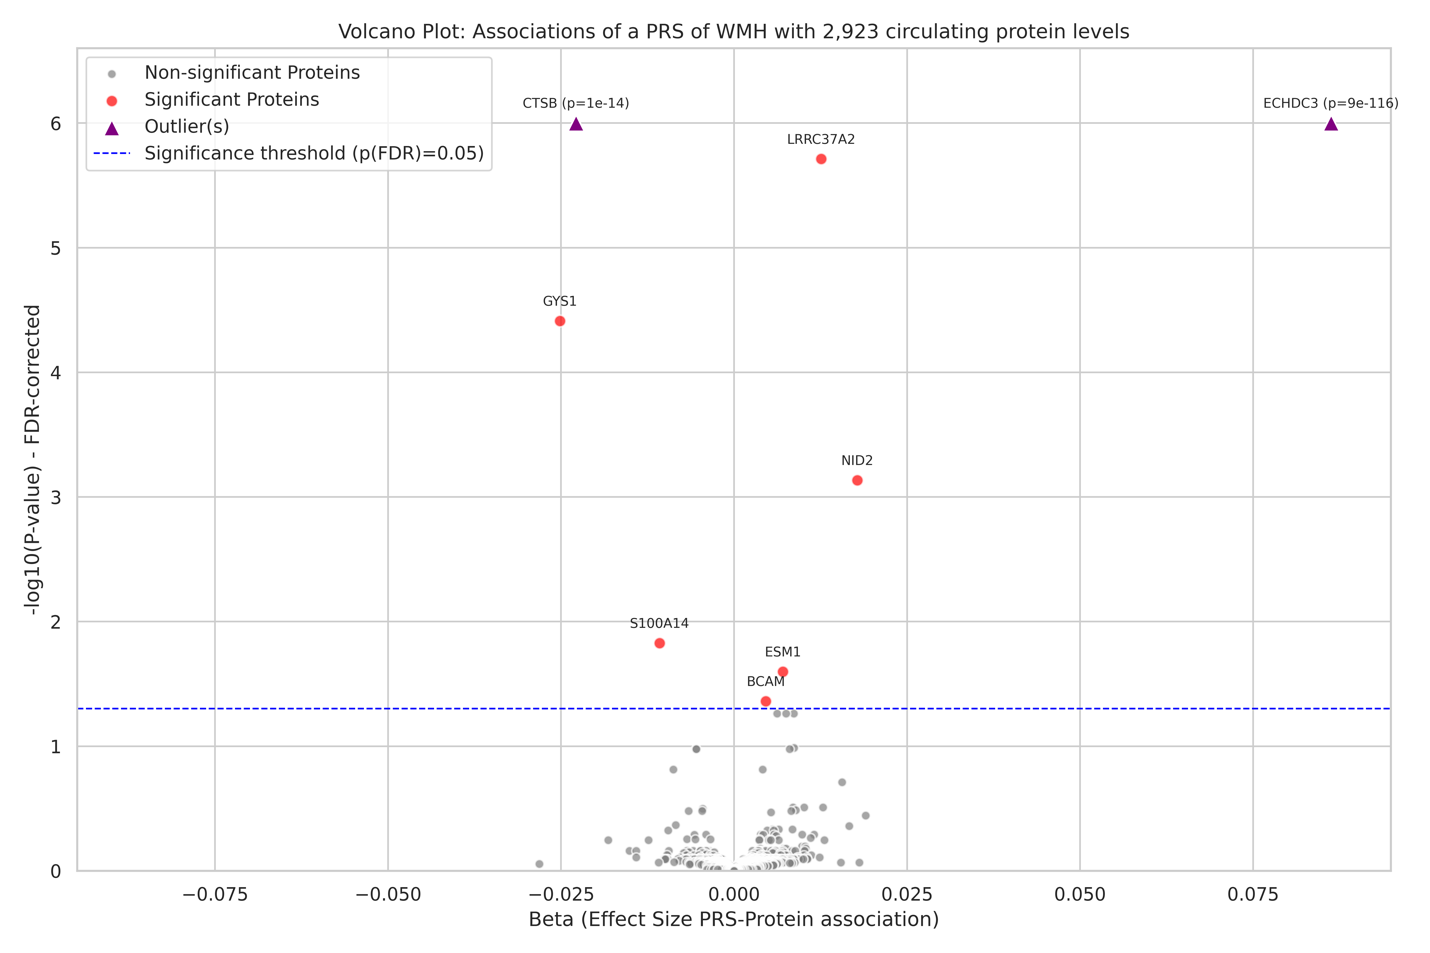 Volcano Plot: Associations of a PRS of WMH with 2,923 circulating protein levels
Non-significant Proteins
Significant Proteins
Outlier(s)
Significance threshold (p(FDR)=0.05)
CTSB (p=1e-14)
ECHDC3 (p=9e-116)
LRRC37A2
GYS1
NID2
S100A14
ESM1
BCAM
-log10(P-value) - FDR-corrected
6
5
4
3
2
1
0
−0.075 −0.050 −0.025 0.000 0.025 0.050 0.075
Beta (Effect Size PRS-Protein association)